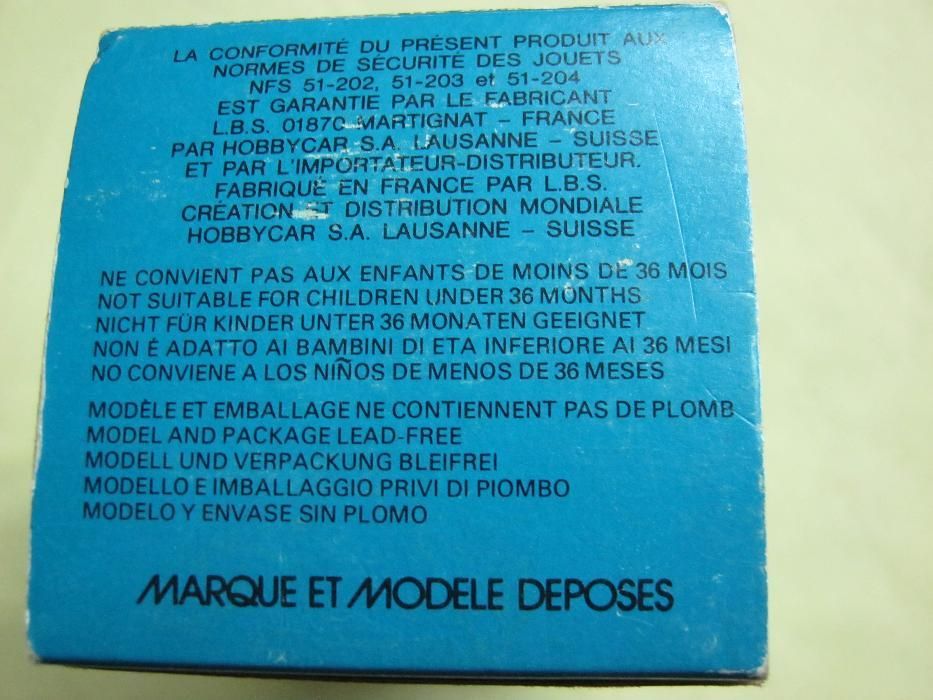 LA CONFORMITÉ DU PRÉSENT PRODUIT AUX
NORMES DE SÉCURITÉ DES JOUETS
NFS 51-202, 51-203 et 51-204
EST GARANTIE PAR LE FABRICANT
L.B.S. 01870 MARTIGNAT – FRANCE
PAR HOBBYCAR S.A. LAUSANNE – SUISSE
ET PAR L'IMPORTATEUR-DISTRIBUTEUR.
FABRIQUÉ EN FRANCE PAR L.B.S.
CRÉATION ET DISTRIBUTION MONDIALE
HOBBYCAR S.A. LAUSANNE – SUISSE
NE CONVIENT PAS AUX ENFANTS DE MOINS DE 36 MOIS
NOT SUITABLE FOR CHILDREN UNDER 36 MONTHS
NICHT FÜR KINDER UNTER 36 MONATEN GEEIGNET
NON É ADATTO AI BAMBINI DI ETA INFERIORE AI 36 MESI
NO CONVIENE A LOS NIÑOS DE MENOS DE 36 MESES
MODÈLE ET EMBALLAGE NE CONTIENNENT PAS DE PLOMB
MODEL AND PACKAGE LEAD-FREE
MODELL UND VERPACKUNG BLEIFREI
MODELLO E IMBALLAGGIO PRIVI DI PIOMBO
MODELO Y ENVASE SIN PLOMO
MARQUE ET MODELE DEPOSES